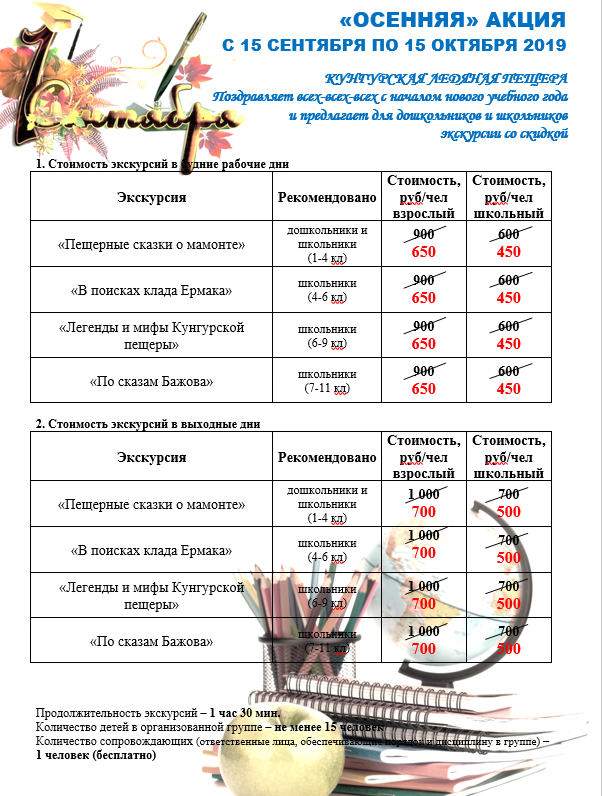 1 Сентября
«ОСЕННЯЯ» АКЦИЯ
С 15 СЕНТЯБРЯ ПО 15 ОКТЯБРЯ 2019
КУНГУРСКАЯ ЛЕДЯНАЯ ПЕЩЕРА
Поздравляет всех-всех-всех с началом нового учебного года
и предлагает для дошкольников и школьников
экскурсии со скидкой
1. Стоимость экскурсий в будние рабочие дни
Экскурсия Рекомендовано Стоимость, руб/чел взрослый Стоимость, руб/чел школьный
«Пещерные сказки о мамонте» дошкольники и школьники (1-4 кл) 900 650 600 450
«В поисках клада Ермака» школьники (4-6 кл) 900 650 600 450
«Легенды и мифы Кунгурской пещеры» школьники (6-9 кл) 900 650 600 450
«По сказам Бажова» школьники (7-11 кл) 900 650 600 450
2. Стоимость экскурсий в выходные дни
Экскурсия Рекомендовано Стоимость, руб/чел взрослый Стоимость, руб/чел школьный
«Пещерные сказки о мамонте» дошкольники и школьники (1-4 кл) 1 000 700 700 500
«В поисках клада Ермака» школьники (4-6 кл) 1 000 700 700 500
«Легенды и мифы Кунгурской пещеры» школьники (6-9 кл) 1 000 700 700 500
«По сказам Бажова» школьники (7-11 кл) 1 000 700 700 500
Продолжительность экскурсий – 1 час 30 мин.
Количество детей в организованной группе – не менее 15 человек
Количество сопровождающих (ответственные лица, обеспечивающие порядок и дисциплину в группе) –
1 человек (бесплатно)